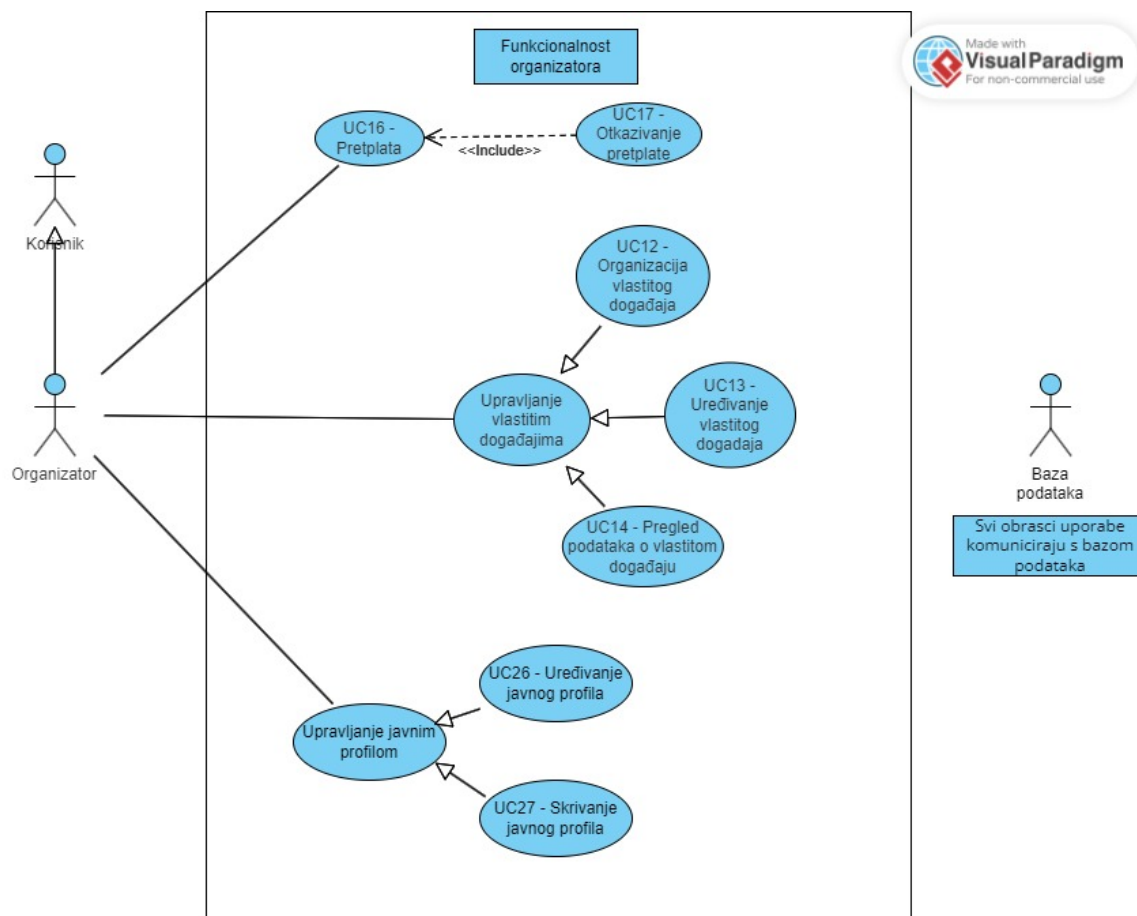 Funkcionalnost
organizatora
Made with
Visual Paradigm
For non-commercial use
UC16 -
Pretplata
<<Include>>
UC17 -
Otkazivanje
pretplate
Korisnik
UC12 -
Organizacija
vlastitog
događaja
Organizator
Upravljanje
vlastitim
događajima
UC13 -
Uređivanje
vlastitog
dogadaja
UC14 - Pregled
podataka o vlastitom
događaju
Baza
podataka
Svi obrasci uporabe
komuniciraju s bazom
podataka
UC26 - Uređivanje
javnog profila
Upravljanje javnim
profilom
UC27 - Skrivanje
javnog profila